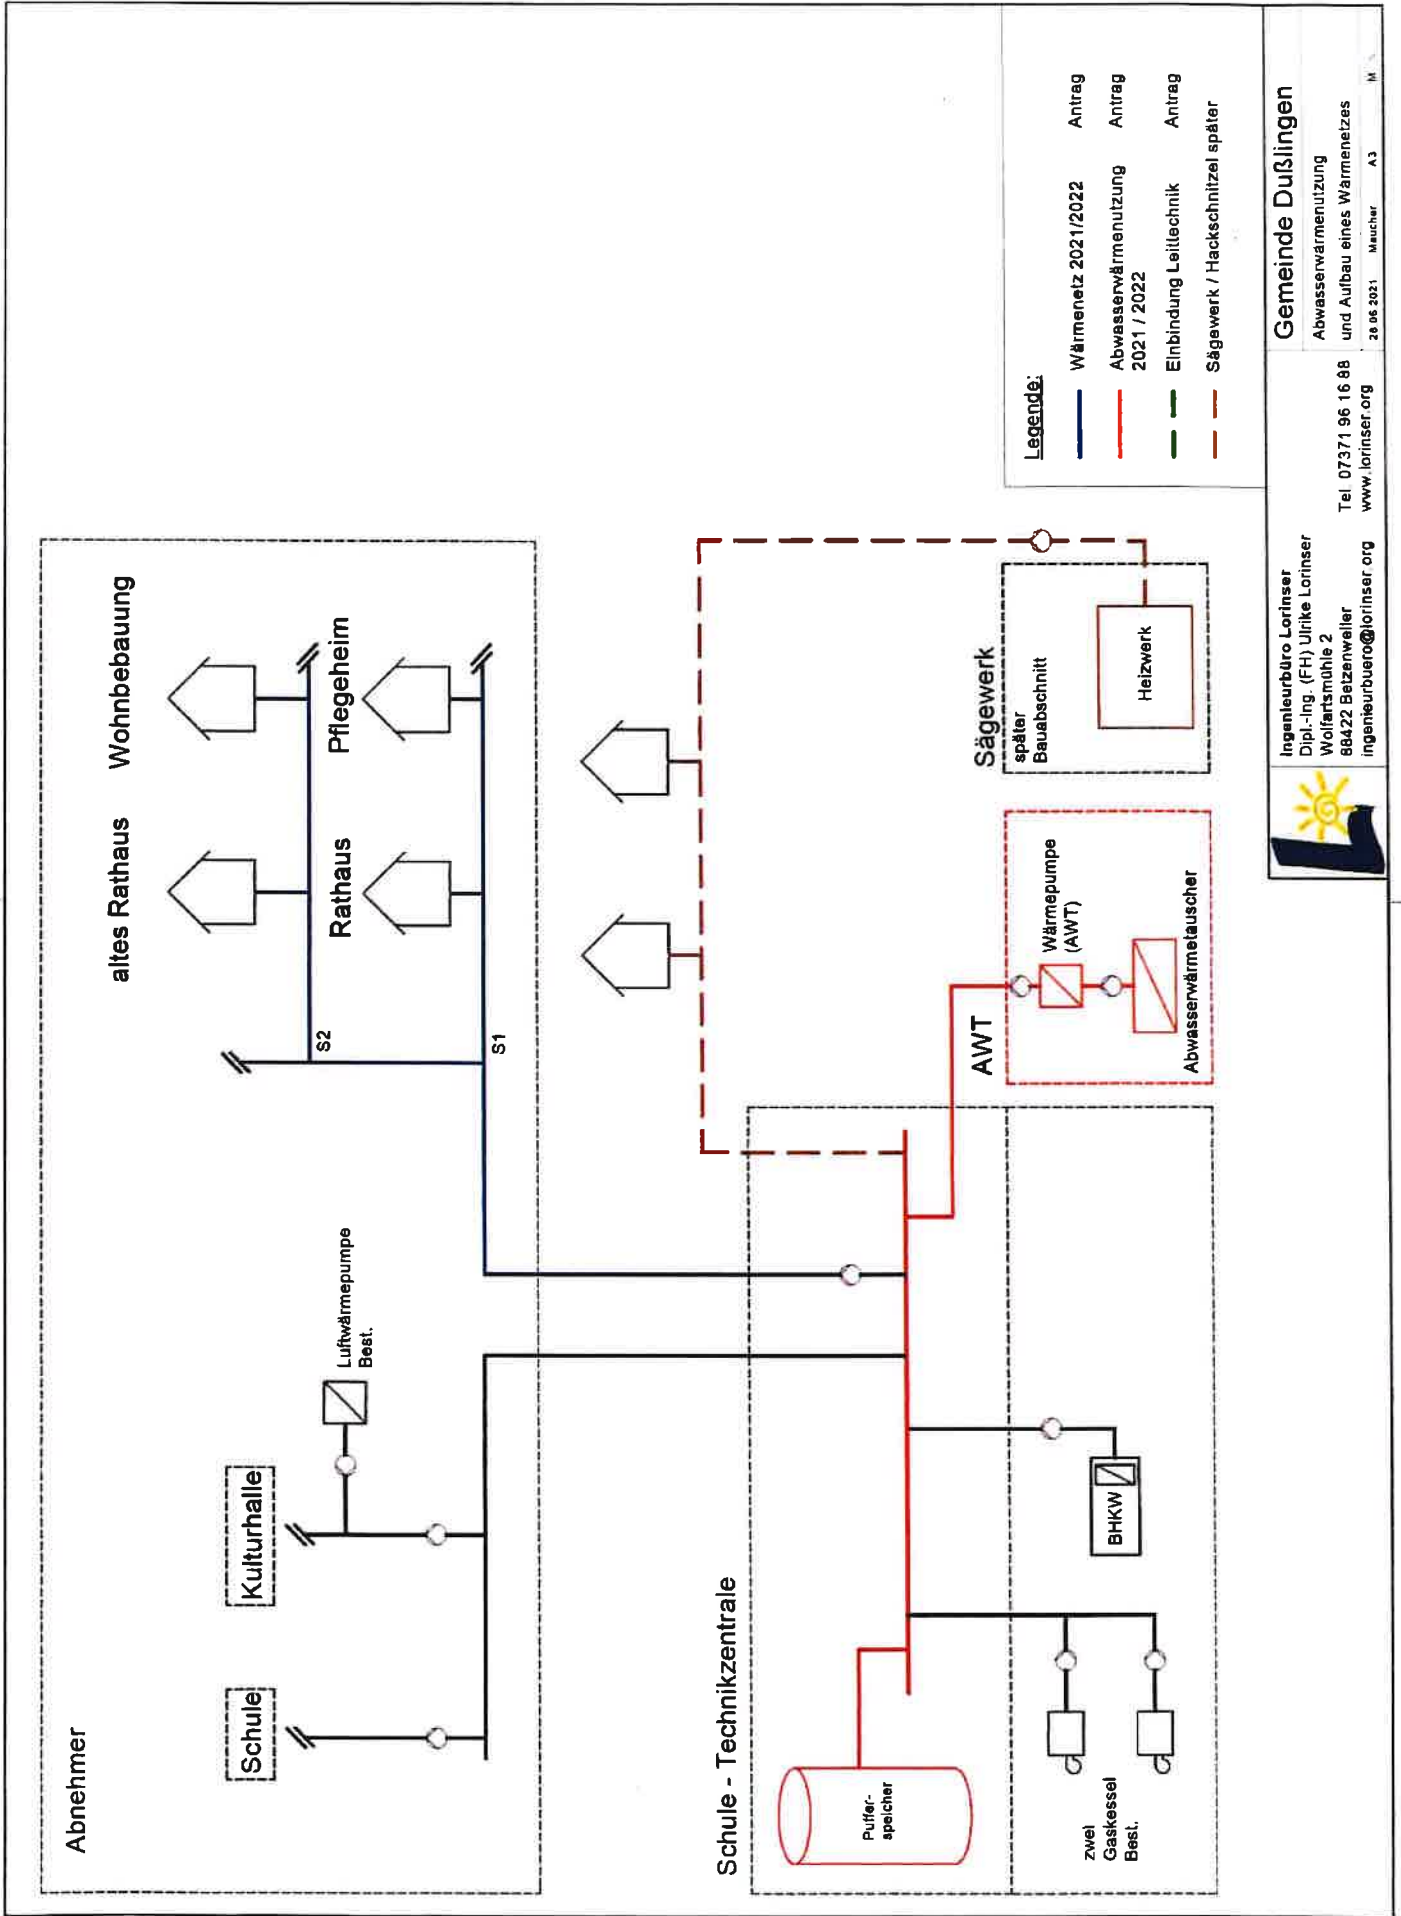 Abnehmer
Schule
Kulturhalle
Luftwärmepumpe
Best.
altes Rathaus
Wohnbebauung
Rathaus
Pflegeheim
S2
S1
Schule - Technikzentrale
Puffer-
speicher
zwei
Gaskessel
Best.
BHKW
AWT
Wärmepumpe
(AWT)
Abwasserwärmetauscher
Sägewerk
später
Bauabschnitt
Heizwerk
Legende:
Wärmenetz 2021/2022 Antrag
Abwasserwärmenutzung Antrag
2021 / 2022
Einbindung Leittechnik Antrag
Sägewerk / Hackschnitzel später
Ingenieurbüro Lorinser
Dipl.-Ing. (FH) Ulrike Lorinser
Wolfartsmühle 2
88422 Betzenweiler Tel. 07371 96 16 88
ingenieurbuero@lorinser.org www.lorinser.org
Gemeinde Dußlingen
Abwasserwärmenutzung
und Aufbau eines Wärmenetzes
28.06.2021 Maucher A3 M